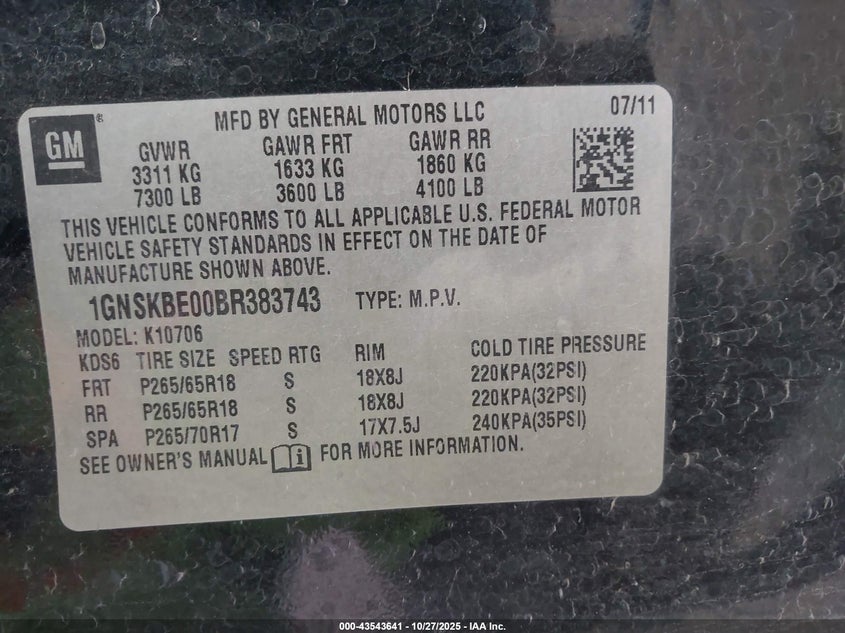 GM®
MFD BY GENERAL MOTORS LLC 07/11
GVWR GAWR FRT GAWR RR
3311 KG 1633 KG 1860 KG
7300 LB 3600 LB 4100 LB
THIS VEHICLE CONFORMS TO ALL APPLICABLE U.S. FEDERAL MOTOR
VEHICLE SAFETY STANDARDS IN EFFECT ON THE DATE OF
MANUFACTURE SHOWN ABOVE.
1GNSKBE00BR383743 TYPE: M.P.V.
MODEL: K10706
KDS6 TIRE SIZE SPEED RTG RIM COLD TIRE PRESSURE
FRT P265/65R18 S 18X8J 220KPA(32PSI)
RR P265/65R18 S 18X8J 220KPA(32PSI)
SPA P265/70R17 S 17X7.5J 240KPA(35PSI)
SEE OWNER'S MANUAL FOR MORE INFORMATION.
000-43543641 - 10/27/2025 - IAA Inc.